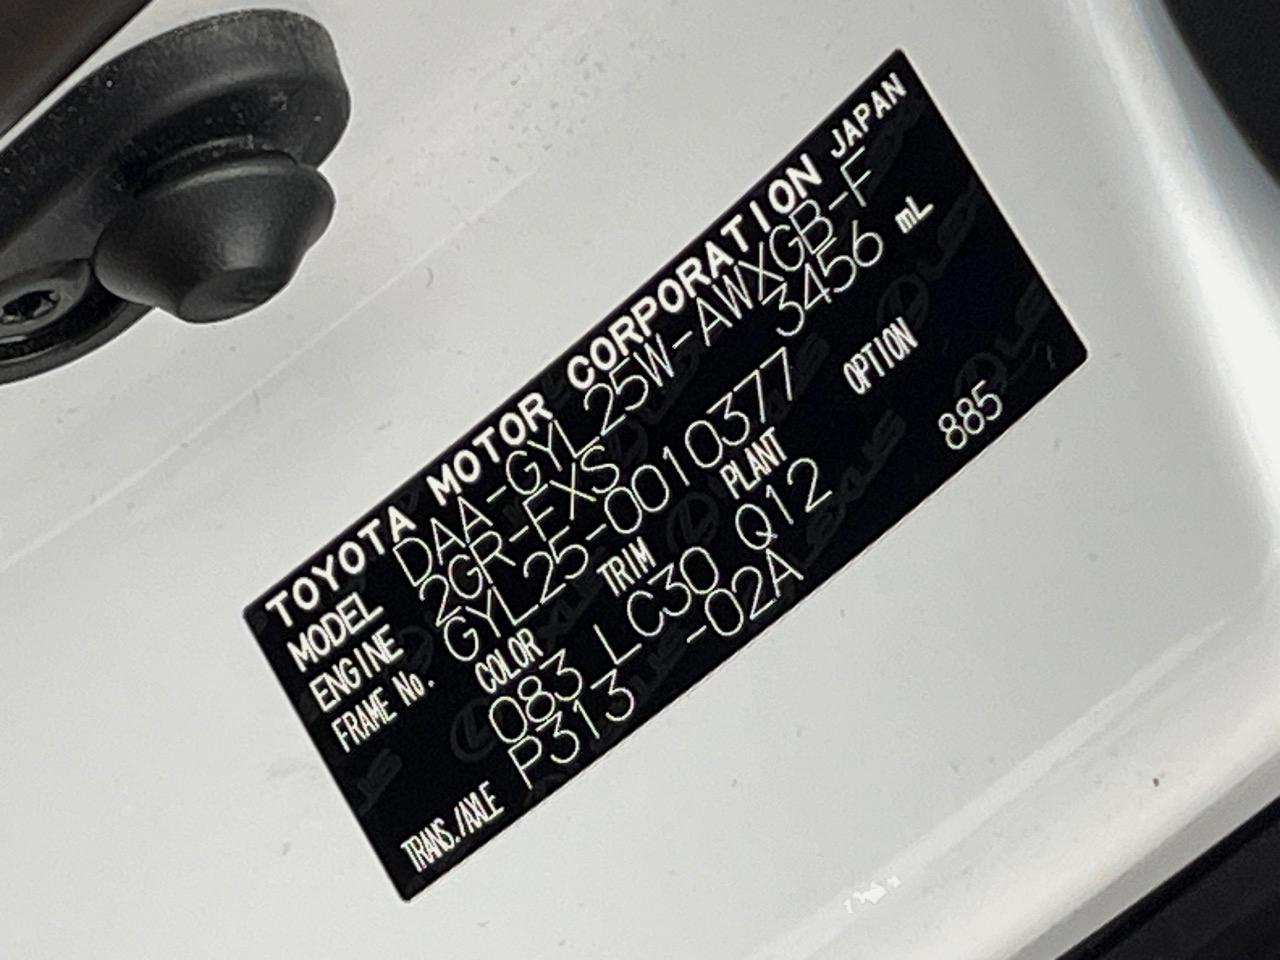 TOYOTA MOTOR CORPORATION JAPAN
MODEL DAA-GYL25W-AWXGB-F
ENGINE 2GR-FXS 3456 mL
FRAME No. GYL25-0010377
COLOR TRIM PLANT OPTION
083 LC30 Q12 885
TRANS./AXLE P313 -02A